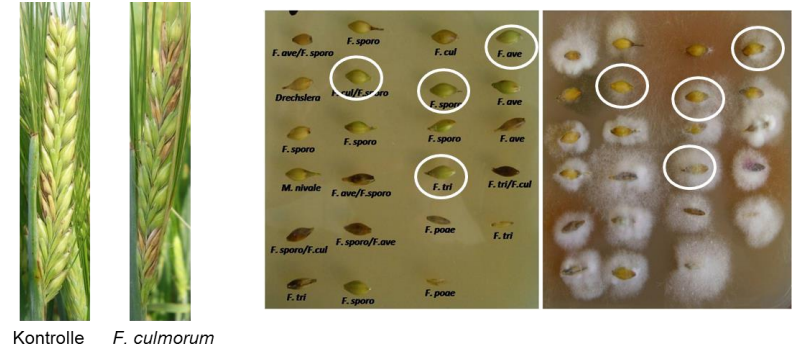 F. ave/F. sporo
F. sporo
F. cul
F. ave
Drechslera
F. cul/F.sporo
F. sporo
F. ave
F. sporo
F. sporo
F. sporo
F. ave
M. nivale
F. ave/F.sporo
F. tri
F. tri/F.cul
F. sporo/F.cul
F. sporo/F.ave
F. poae
F. tri
F. tri
F. sporo
F. poae
Kontrolle
F. culmorum